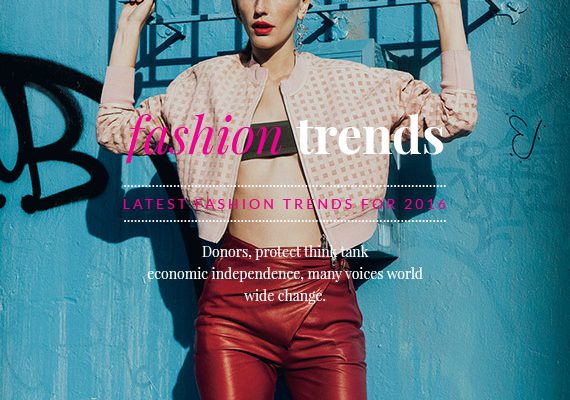 fashion trends
LATEST FASHION TRENDS FOR 2016
Donors, protect think tank
economic independence, many voices world
wide change.